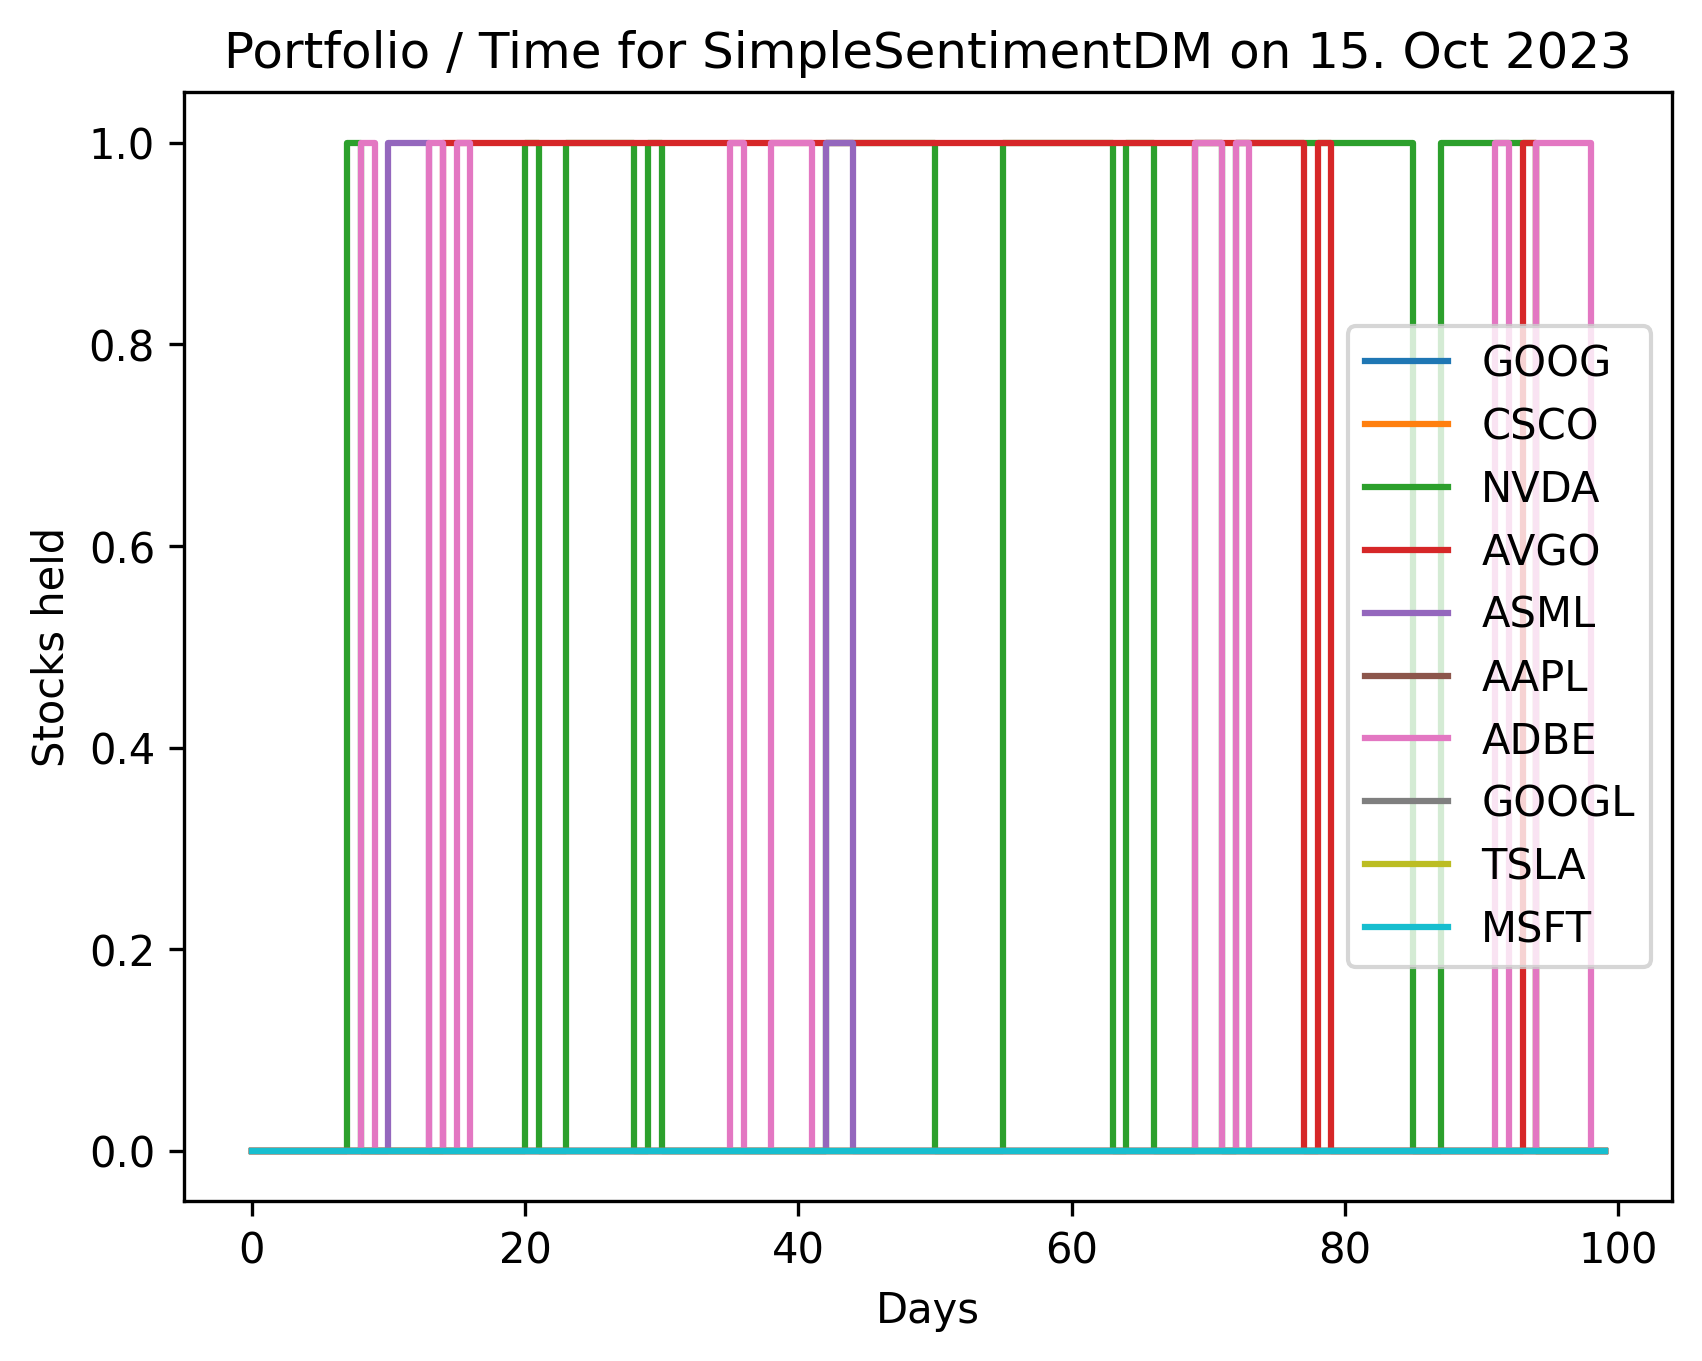 Portfolio / Time for SimpleSentimentDM on 15. Oct 2023
1.0
0.8
0.6
0.4
0.2
0.0
Stocks held
GOOG
CSCO
NVDA
AVGO
ASML
AAPL
ADBE
GOOGL
TSLA
MSFT
0 20 40 60 80 100
Days